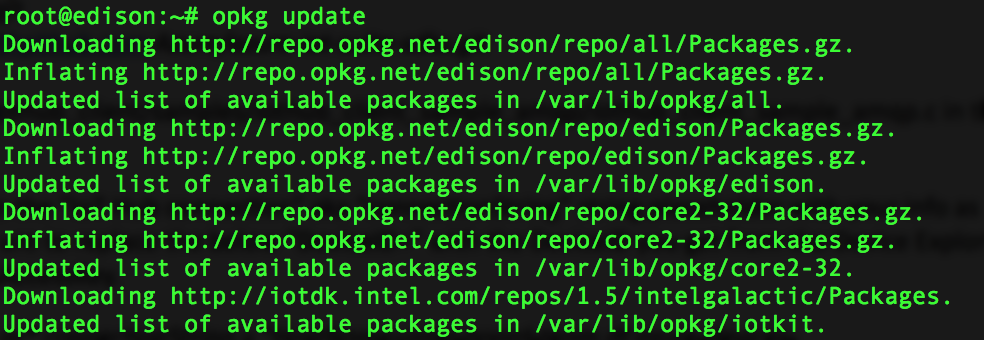 root@edison:~# opkg update
Downloading http://repo.opkg.net/edison/repo/all/Packages.gz.
Inflating http://repo.opkg.net/edison/repo/all/Packages.gz.
Updated list of available packages in /var/lib/opkg/all.
Downloading http://repo.opkg.net/edison/repo/edison/Packages.gz.
Inflating http://repo.opkg.net/edison/repo/edison/Packages.gz.
Updated list of available packages in /var/lib/opkg/edison.
Downloading http://repo.opkg.net/edison/repo/core2-32/Packages.gz.
Inflating http://repo.opkg.net/edison/repo/core2-32/Packages.gz.
Updated list of available packages in /var/lib/opkg/core2-32.
Downloading http://iotdk.intel.com/repos/1.5/intelgalactic/Packages.
Updated list of available packages in /var/lib/opkg/iotkit.